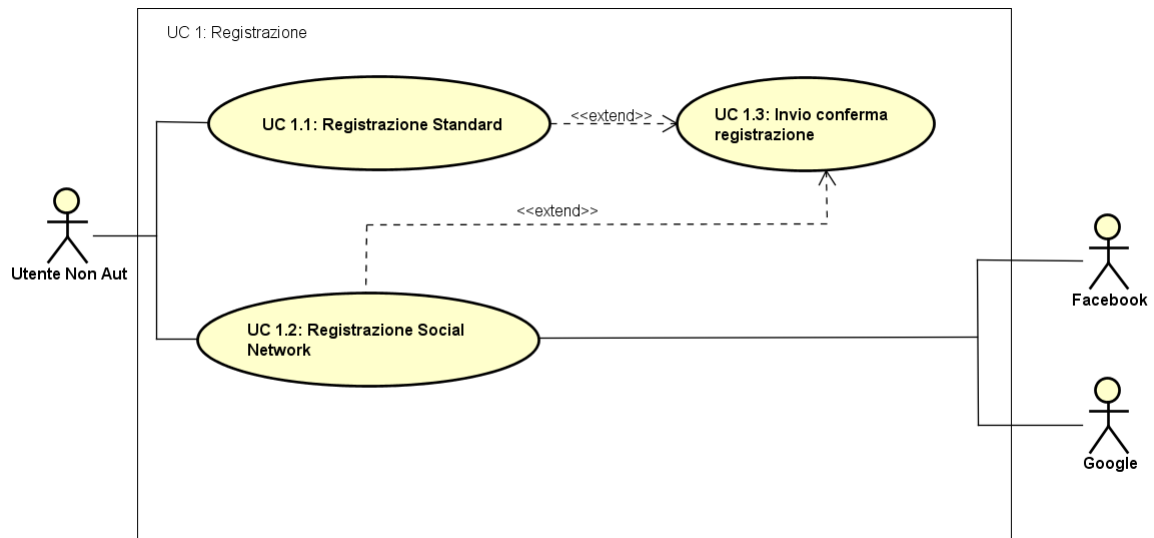 UC 1: Registrazione
UC 1.1: Registrazione Standard
<<extend>>
UC 1.3: Invio conferma
registrazione
<<extend>>
Utente Non Aut
Facebook
UC 1.2: Registrazione Social
Network
Google